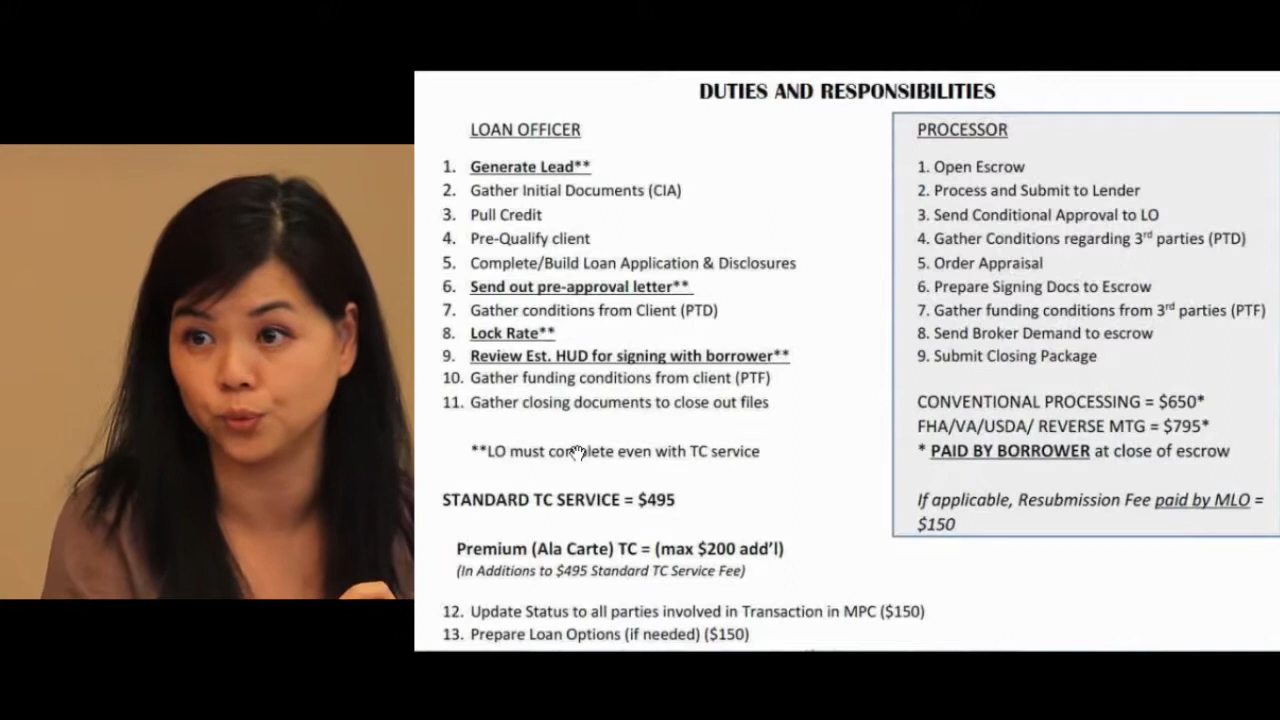 DUTIES AND RESPONSIBILITIES
LOAN OFFICER
1. Generate Lead**
2. Gather Initial Documents (CIA)
3. Pull Credit
4. Pre-Qualify client
5. Complete/Build Loan Application & Disclosures
6. Send out pre-approval letter**
7. Gather conditions from Client (PTD)
8. Lock Rate**
9. Review Est. HUD for signing with borrower**
10. Gather funding conditions from client (PTF)
11. Gather closing documents to close out files
**LO must complete even with TC service
STANDARD TC SERVICE = $495
Premium (Ala Carte) TC = (max $200 add'l)
(In Additions to $495 Standard TC Service Fee)
12. Update Status to all parties involved in Transaction in MPC ($150)
13. Prepare Loan Options (if needed) ($150)
PROCESSOR
1. Open Escrow
2. Process and Submit to Lender
3. Send Conditional Approval to LO
4. Gather Conditions regarding 3rd parties (PTD)
5. Order Appraisal
6. Prepare Signing Docs to Escrow
7. Gather funding conditions from 3rd parties (PTF)
8. Send Broker Demand to escrow
9. Submit Closing Package
CONVENTIONAL PROCESSING = $650*
FHA/VA/USDA/ REVERSE MTG = $795*
* PAID BY BORROWER at close of escrow
If applicable, Resubmission Fee paid by MLO =
$150